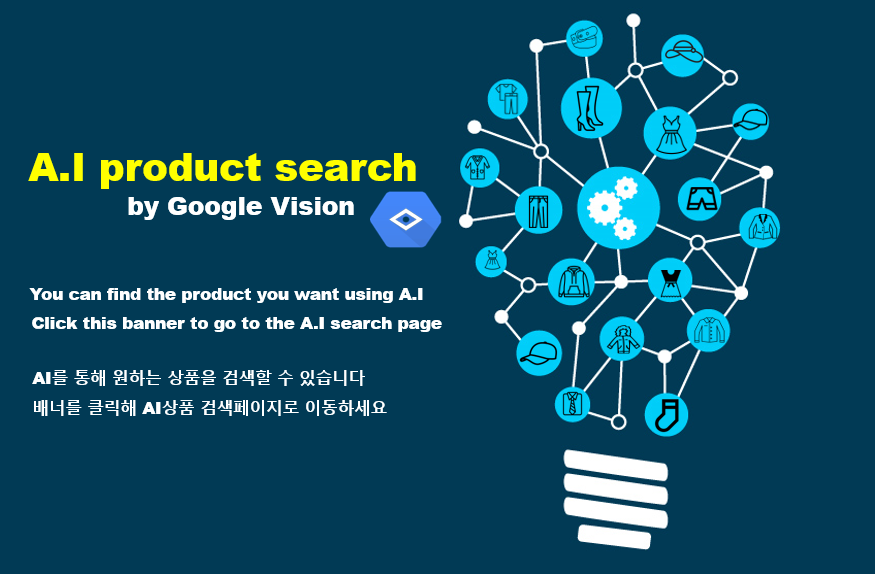 A.I product search
by Google Vision
You can find the product you want using A.I
Click this banner to go to the A.I search page
AI를 통해 원하는 상품을 검색할 수 있습니다
배너를 클릭해 AI상품 검색페이지로 이동하세요